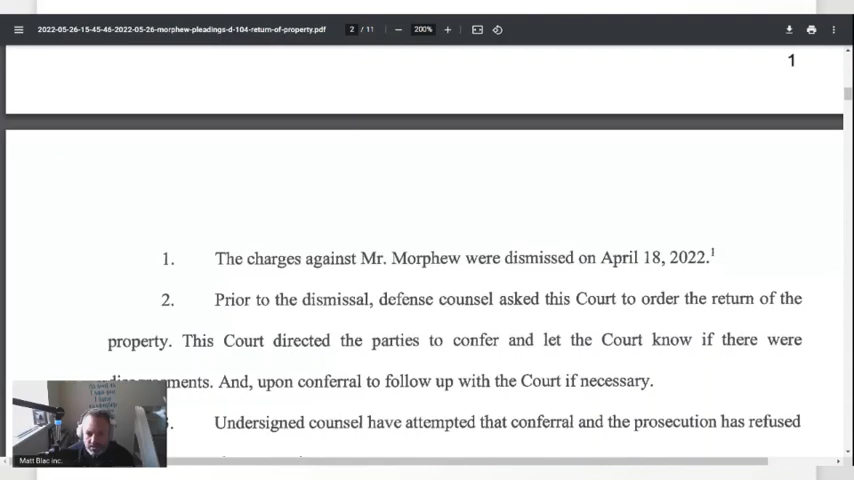 2022-05-26-15-45-46-2022-05-26-morphew-pleadings-d-104-return-of-property.pdf 2 / 11 200%
1
1. The charges against Mr. Morphew were dismissed on April 18, 2022.1
2. Prior to the dismissal, defense counsel asked this Court to order the return of the
property. This Court directed the parties to confer and let the Court know if there were
And, upon conferral to follow up with the Court if necessary.
Undersigned counsel have attempted that conferral and the prosecution has refused
Matt Blac inc.